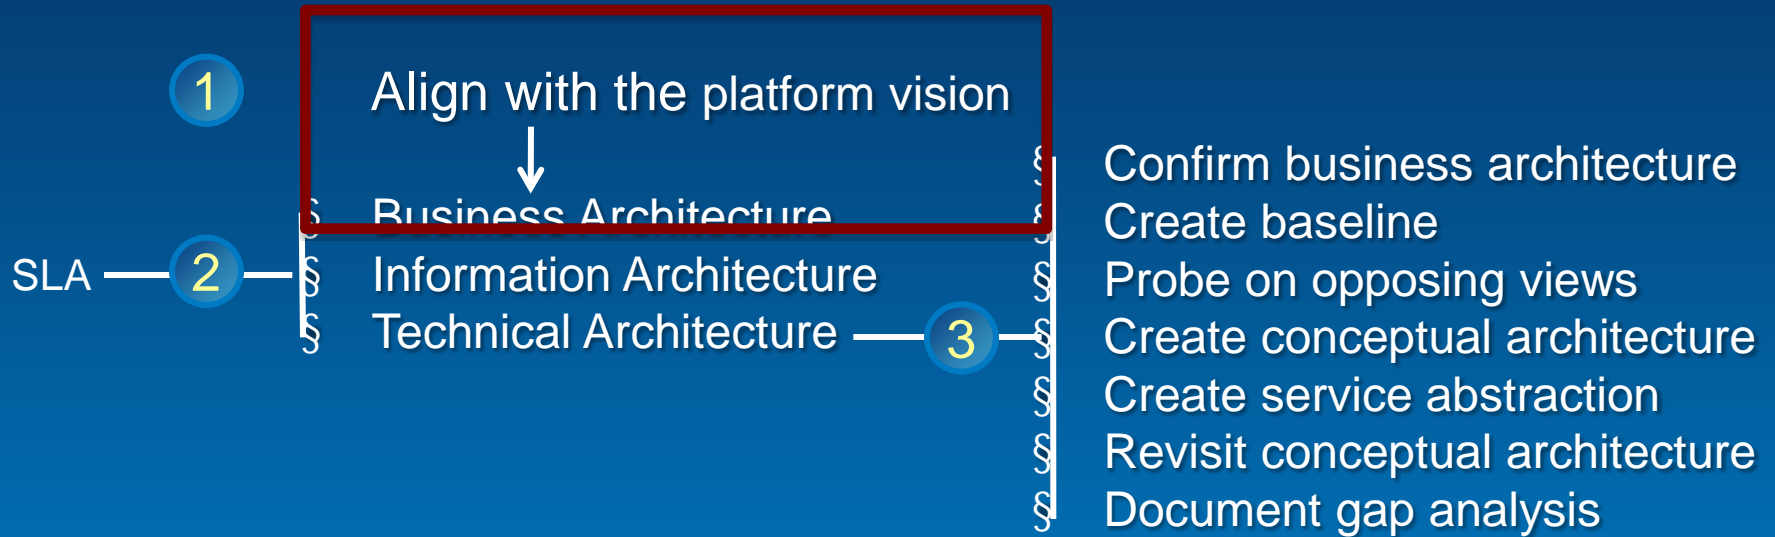 1 Align with the platform vision
§ Business Architecture
SLA 2 § Information Architecture
§ Technical Architecture 3
§ Confirm business architecture
§ Create baseline
§ Probe on opposing views
§ Create conceptual architecture
§ Create service abstraction
§ Revisit conceptual architecture
§ Document gap analysis